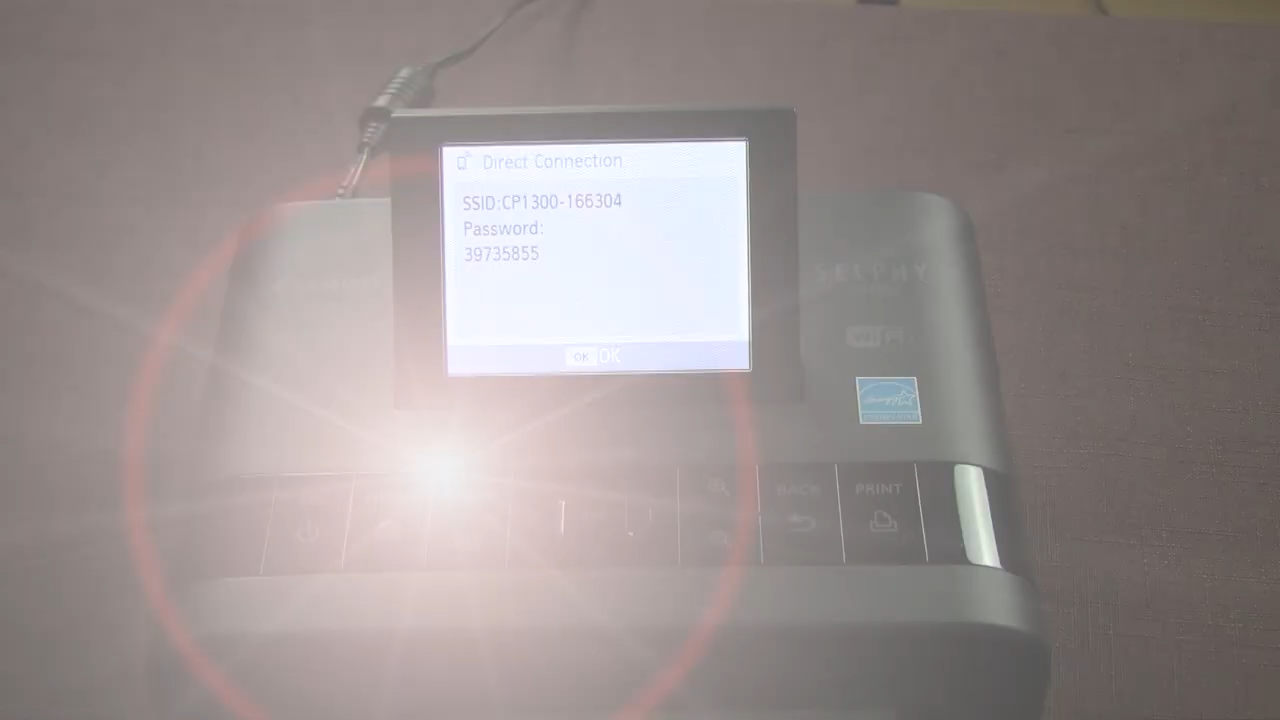 Direct Connection
SSID:CP1300-166304
Password:
39735855
OK OK
SELPHY
BACK
PRINT